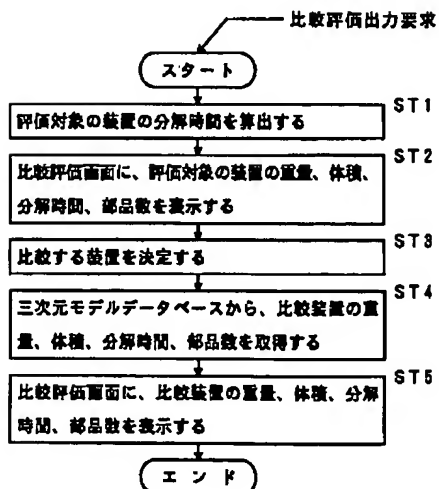 比較評価出力要求
スタート
ST1
評価対象の装置の分解時間を算出する
ST2
比較評価画面に、評価対象の装置の重量、体積、
分解時間、部品数を表示する
ST3
比較する装置を決定する
ST4
三次元モデルデータベースから、比較装置の重
量、体積、分解時間、部品数を取得する
ST5
比較評価画面に、比較装置の重量、体積、分解
時間、部品数を表示する
エンド